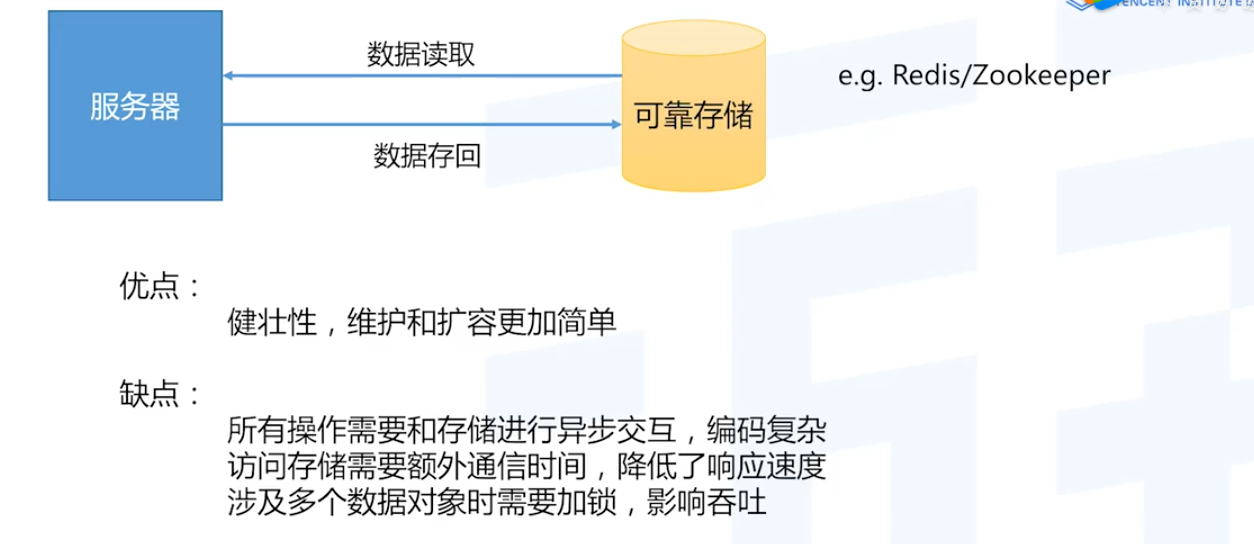 TENCENT INSTITUTE
数据读取
e.g. Redis/Zookeeper
服务器
可靠存储
数据存回
优点：
健壮性，维护和扩容更加简单
缺点：
所有操作需要和存储进行异步交互，编码复杂
访问存储需要额外通信时间，降低了响应速度
涉及多个数据对象时需要加锁，影响吞吐